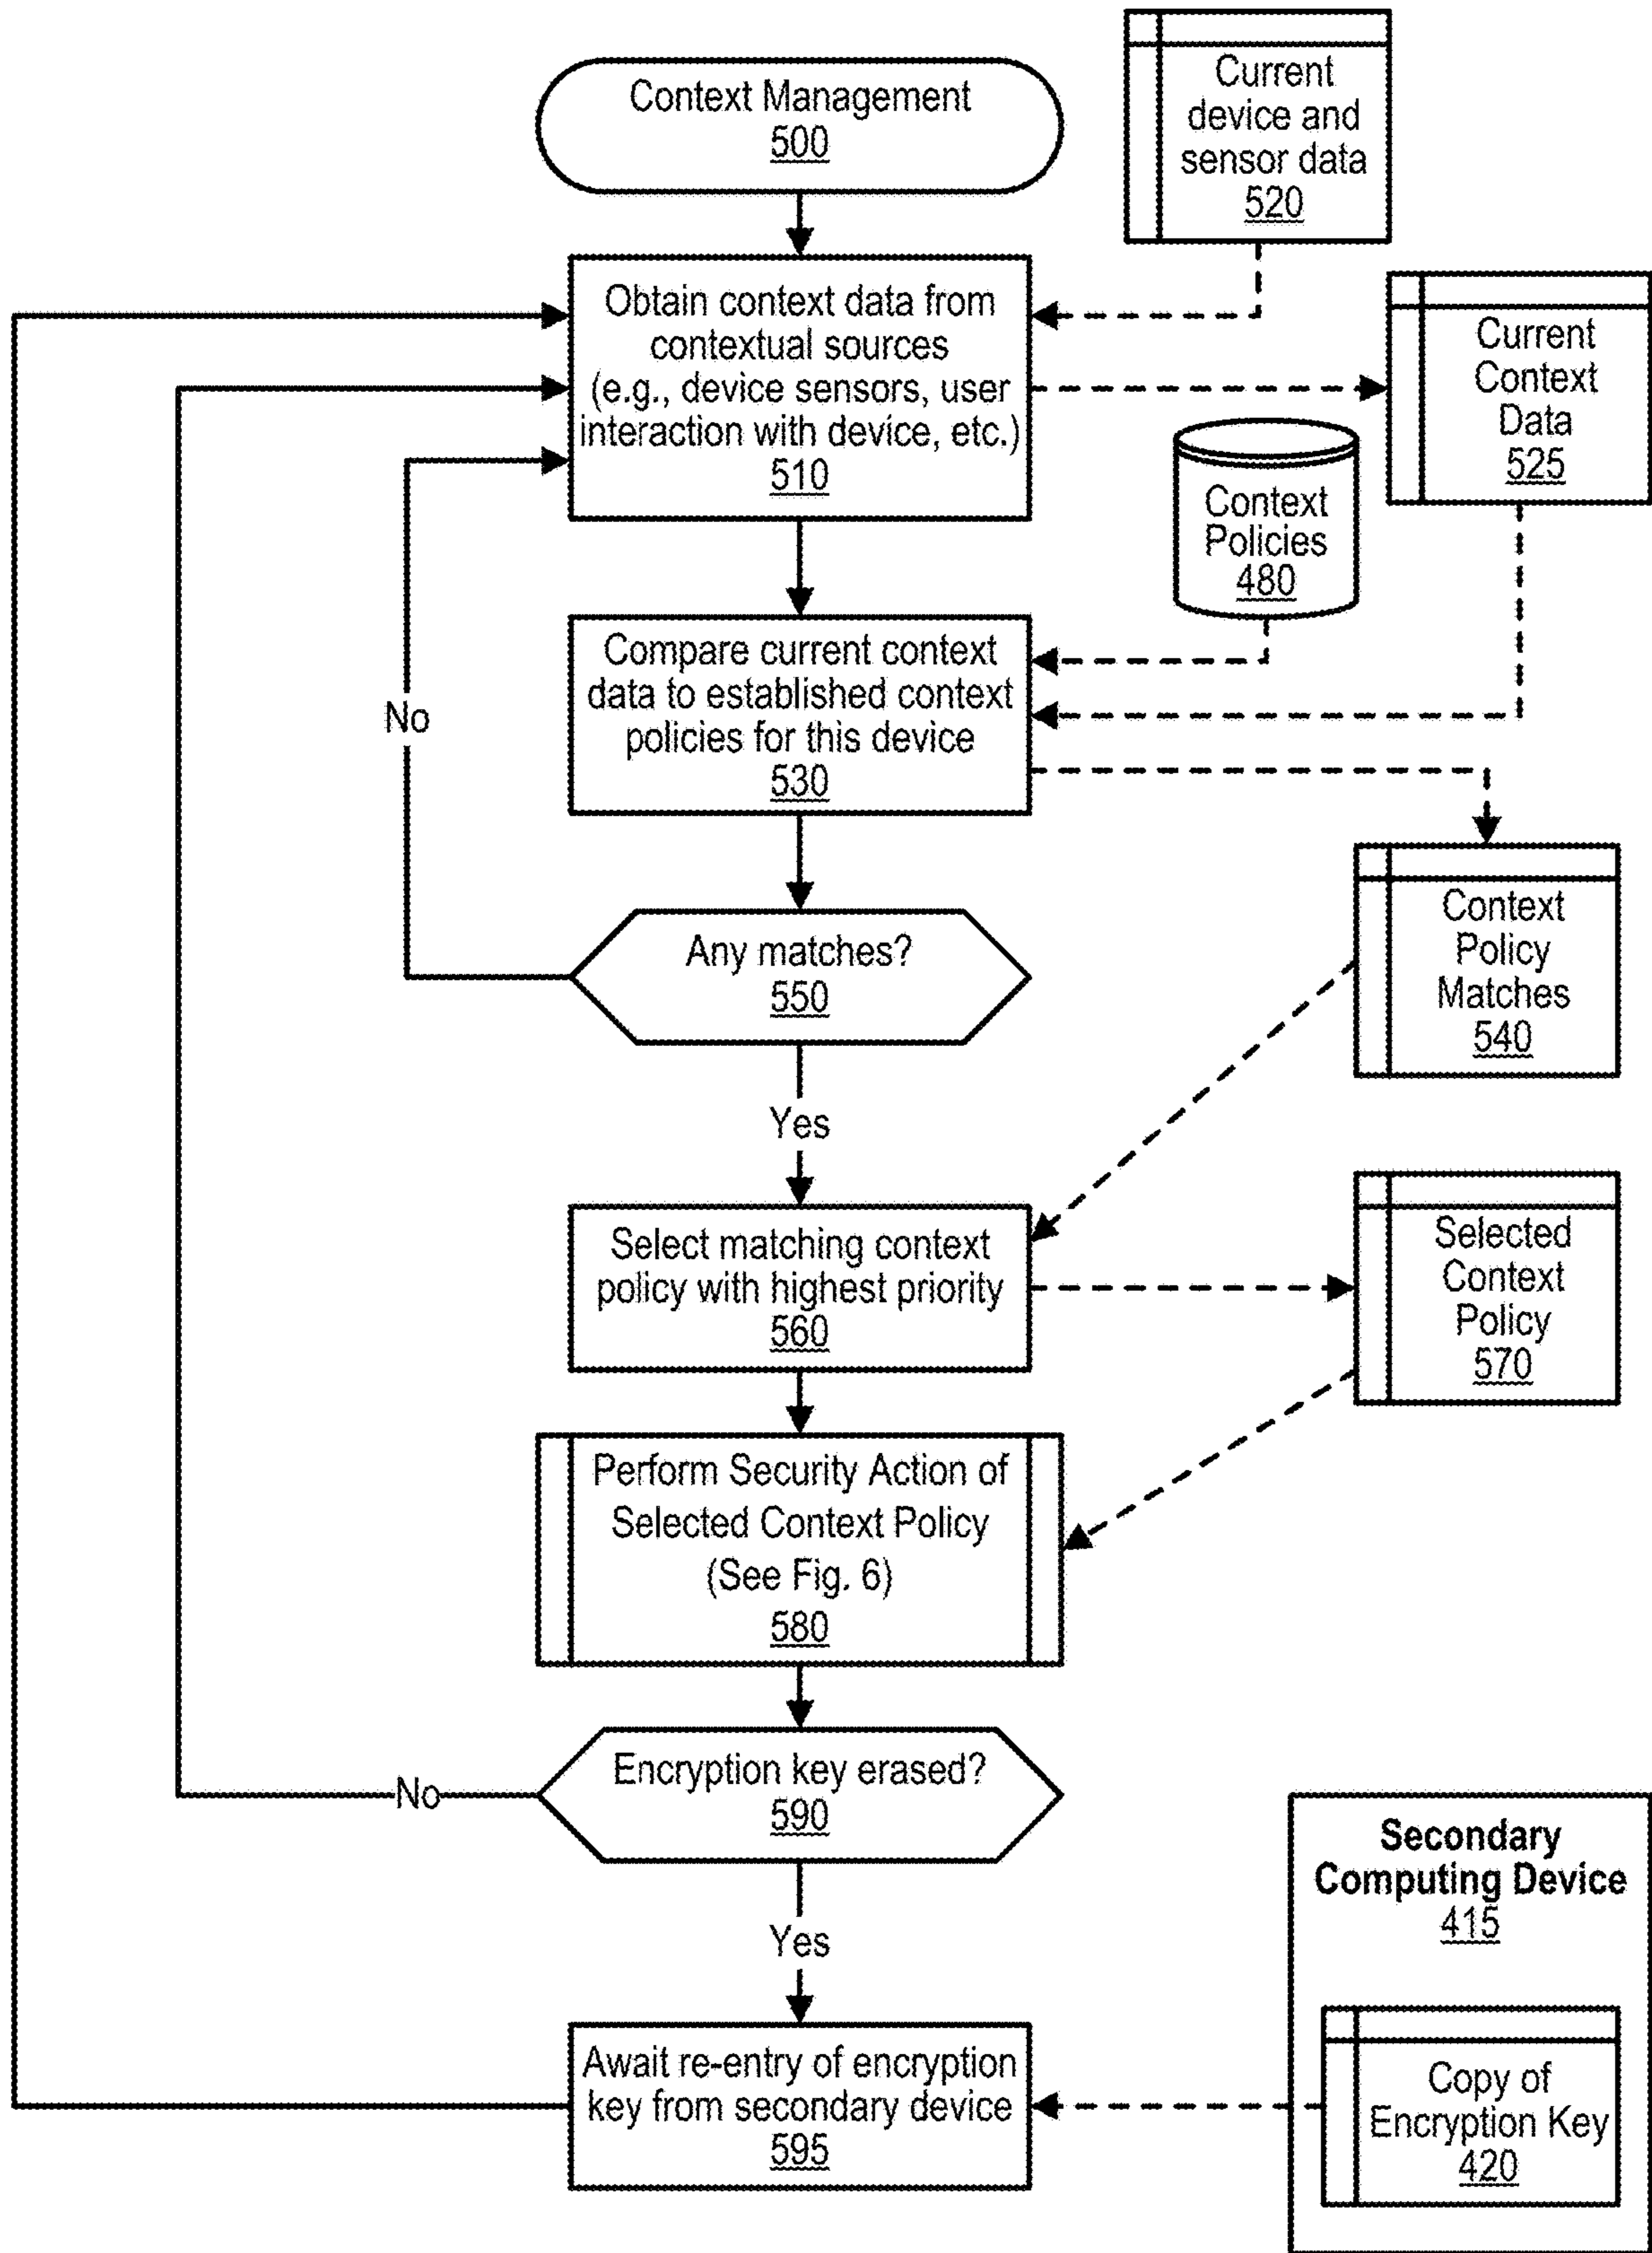 Context Management
500
Current
device and
sensor data
520
Obtain context data from
contextual sources
(e.g., device sensors, user
interaction with device, etc.)
510
Current
Context
Data
525
Context
Policies
480
Compare current context
data to established context
policies for this device
530
No
Any matches?
550
Context
Policy
Matches
540
Yes
Select matching context
policy with highest priority
560
Selected
Context
Policy
570
Perform Security Action of
Selected Context Policy
(See Fig. 6)
580
Encryption key erased?
590
No
Yes
Secondary
Computing Device
415
Await re-entry of encryption
key from secondary device
595
Copy of
Encryption Key
420